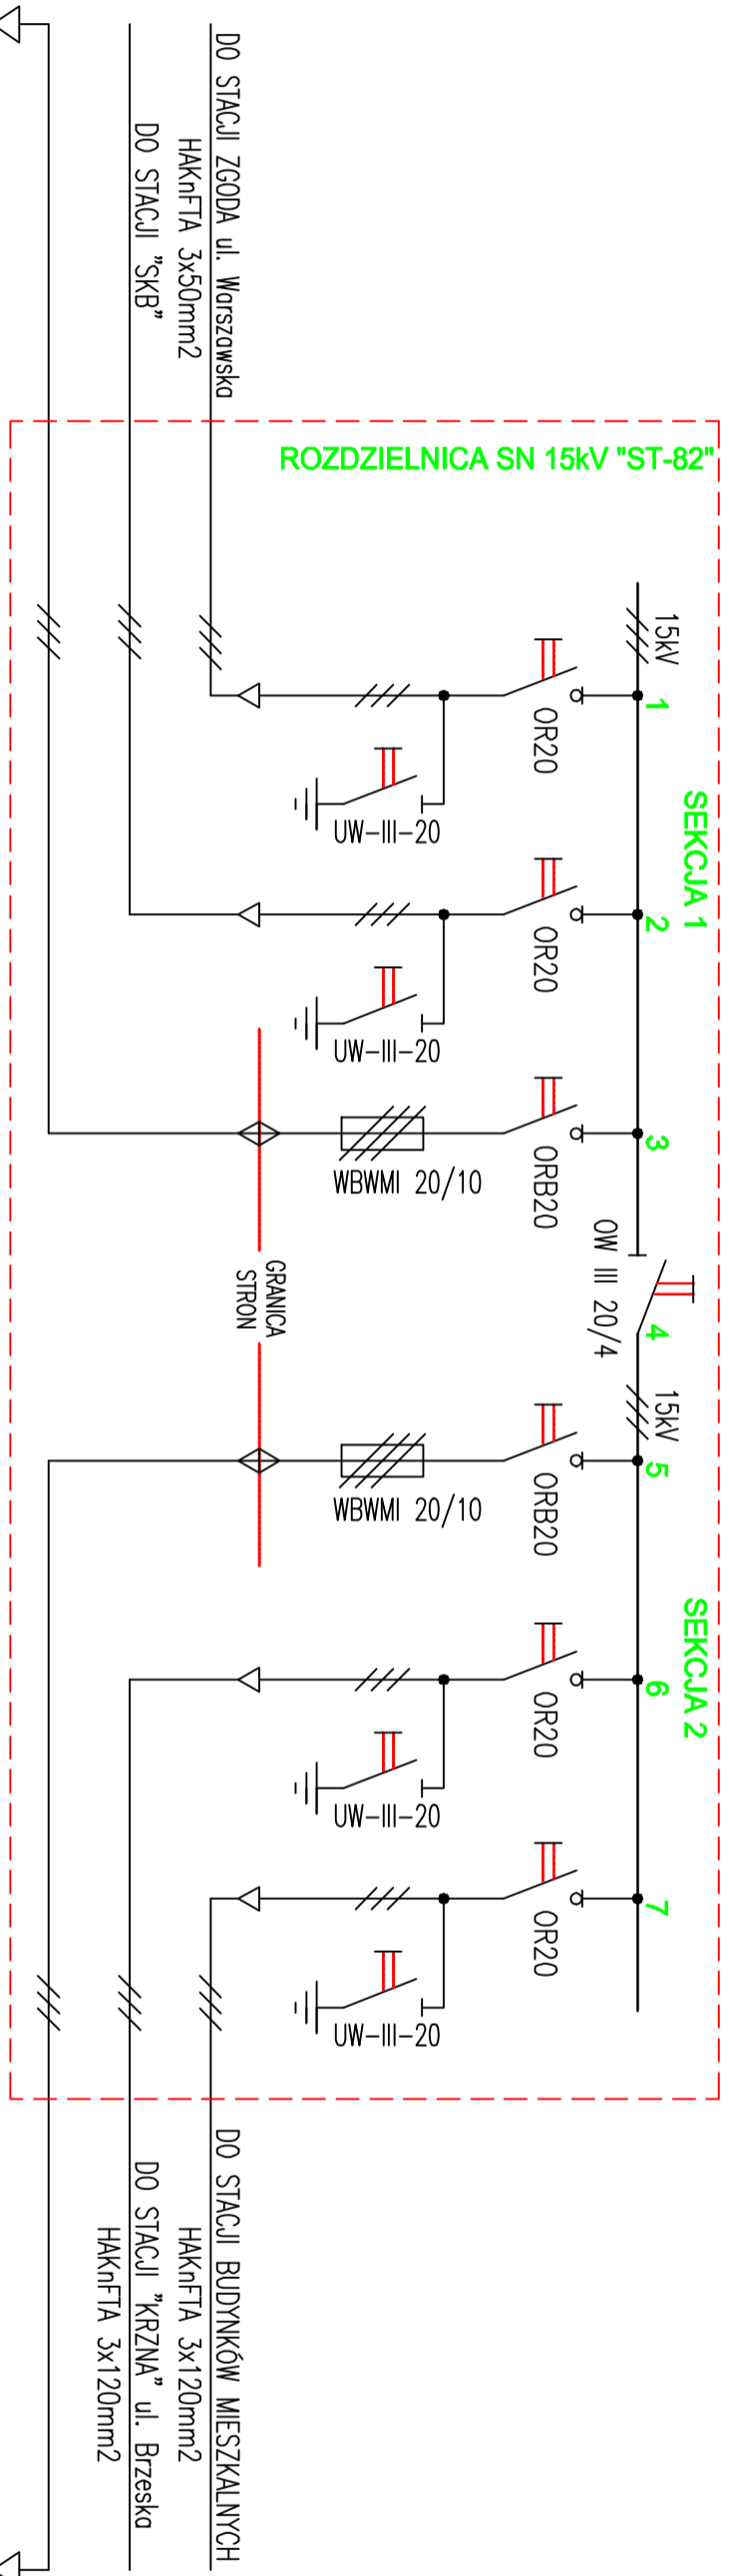 ROZDZIELNICA SN 15kV "ST-82"
SEKCJA 1
SEKCJA 2
15kV
1
2
3
4
15kV
5
6
7
OR20
OR20
ORB20
OW III 20/4
ORB20
OR20
OR20
UW-III-20
UW-III-20
WBWMI 20/10
WBWMI 20/10
UW-III-20
UW-III-20
GRANICA
STRON
DO STACJI ZGODA ul. Warszawska
HAKnFTA 3x50mm2
DO STACJI "SKB"
DO STACJI BUDYNKÓW MIESZKALNYCH
HAKnFTA 3x120mm2
DO STACJI "KRZNA" ul. Brzeska
HAKnFTA 3x120mm2